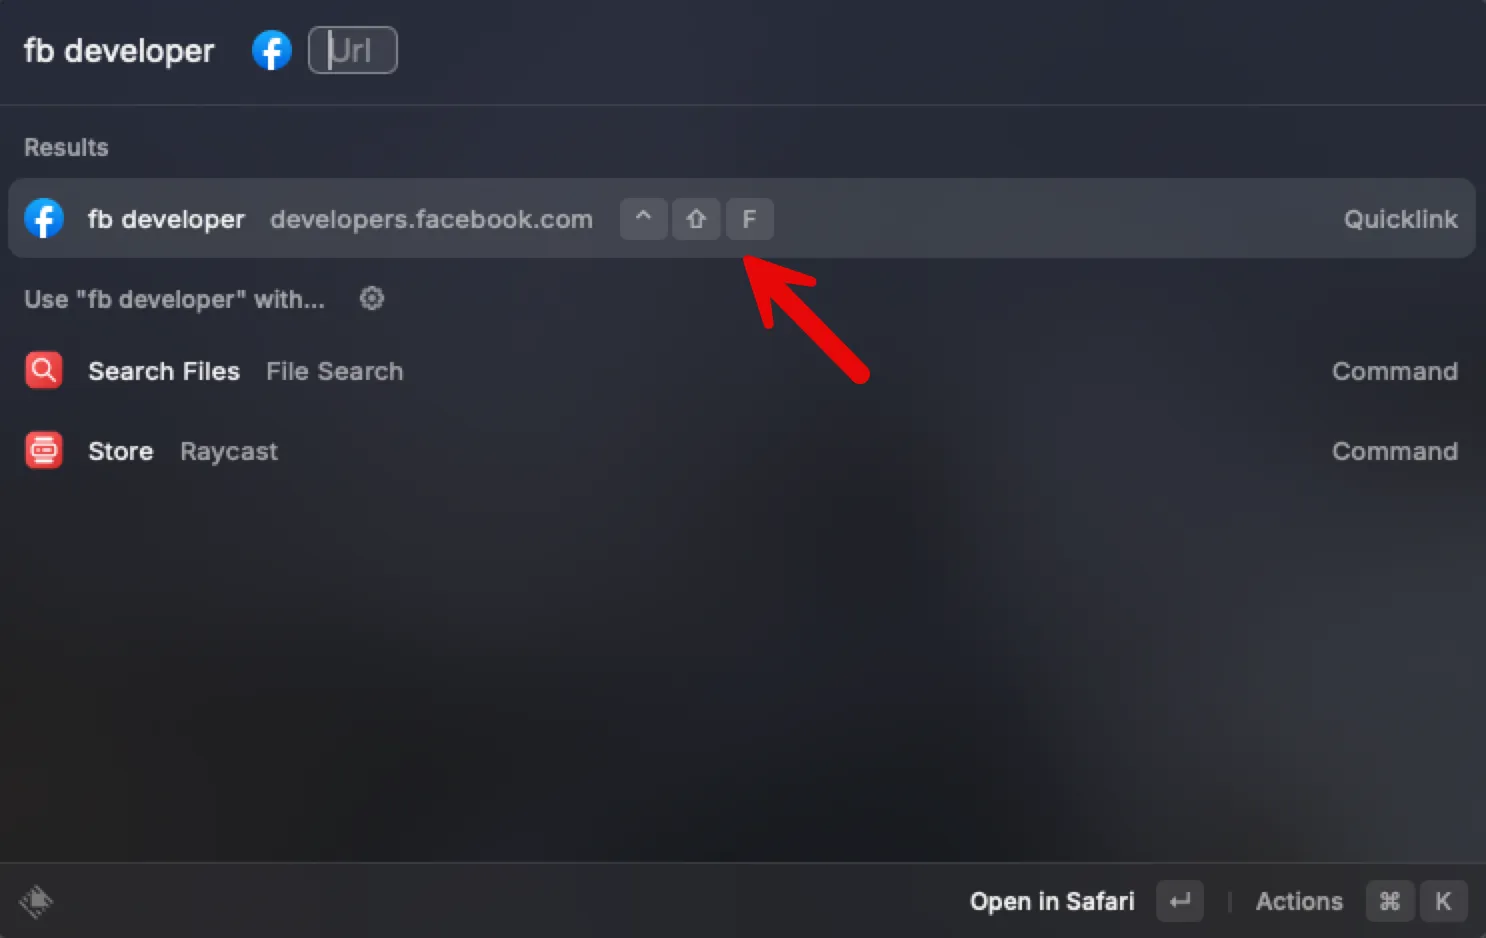 fb developer Url
Results
fb developer developers.facebook.com ^ ⇧ F Quicklink
Use "fb developer" with...
Search Files File Search Command
Store Raycast Command
Open in Safari ↵ | Actions ⌘ K